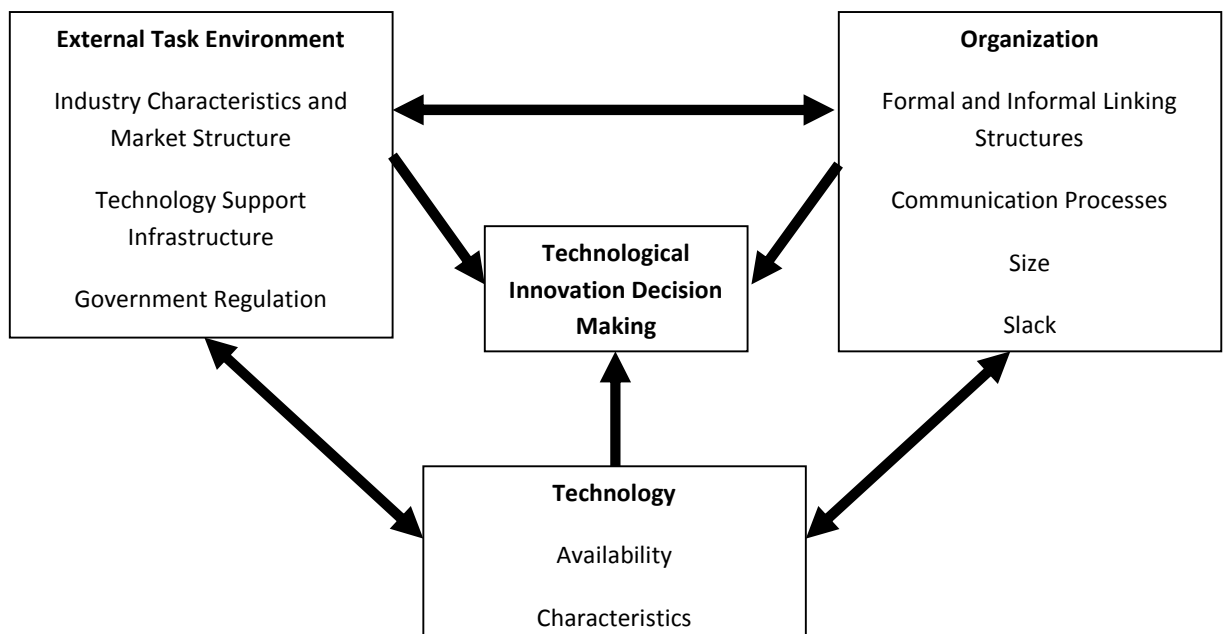 External Task Environment
Industry Characteristics and
Market Structure
Technology Support
Infrastructure
Government Regulation
Organization
Formal and Informal Linking
Structures
Communication Processes
Size
Slack
Technological
Innovation Decision
Making
Technology
Availability
Characteristics